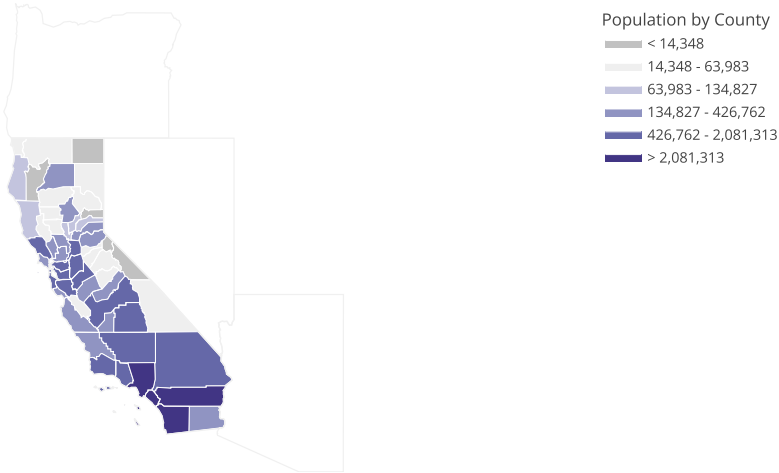 Population by County
< 14,348
14,348 - 63,983
63,983 - 134,827
134,827 - 426,762
426,762 - 2,081,313
> 2,081,313